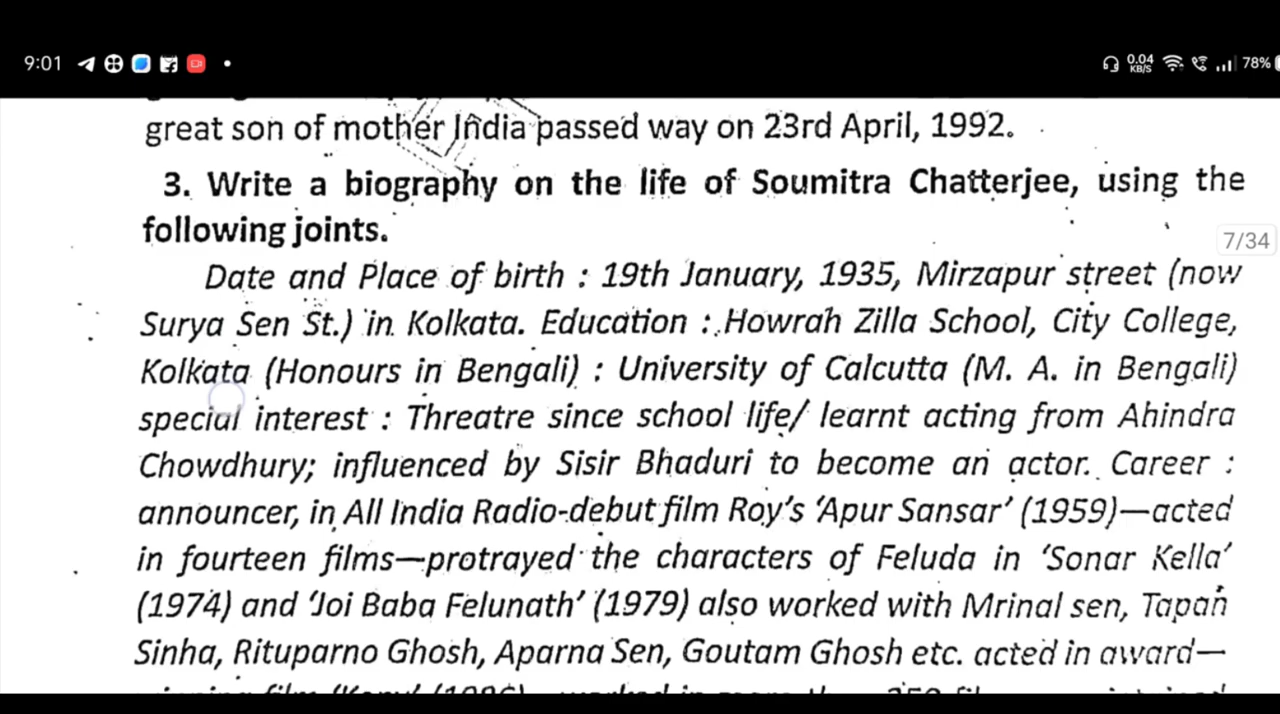 9:01
0.04
KB/S
78%
great son of mother India passed way on 23rd April, 1992.
3. Write a biography on the life of Soumitra Chatterjee, using the
following joints.
7/34
Date and Place of birth : 19th January, 1935, Mirzapur street (now
Surya Sen St.) in Kolkata. Education : Howrah Zilla School, City College,
Kolkata (Honours in Bengali) : University of Calcutta (M. A. in Bengali)
special interest : Threatre since school life/ learnt acting from Ahindra
Chowdhury; influenced by Sisir Bhaduri to become an actor. Career :
announcer, in All India Radio-debut film Roy's 'Apur Sansar' (1959)—acted
in fourteen films—protrayed the characters of Feluda in 'Sonar Kella'
(1974) and 'Joi Baba Felunath' (1979) also worked with Mrinal sen, Tapan
Sinha, Rituparno Ghosh, Aparna Sen, Goutam Ghosh etc. acted in award—